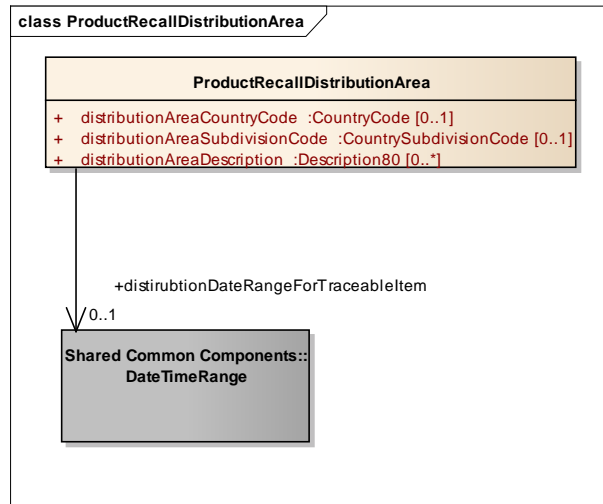 class ProductRecallDistributionArea
ProductRecallDistributionArea
+ distributionAreaCountryCode :CountryCode [0..1]
+ distributionAreaSubdivisionCode :CountrySubdivisionCode [0..1]
+ distributionAreaDescription :Description80 [0..*]
+distirubtionDateRangeForTraceableItem
0..1
Shared Common Components::
DateTimeRange